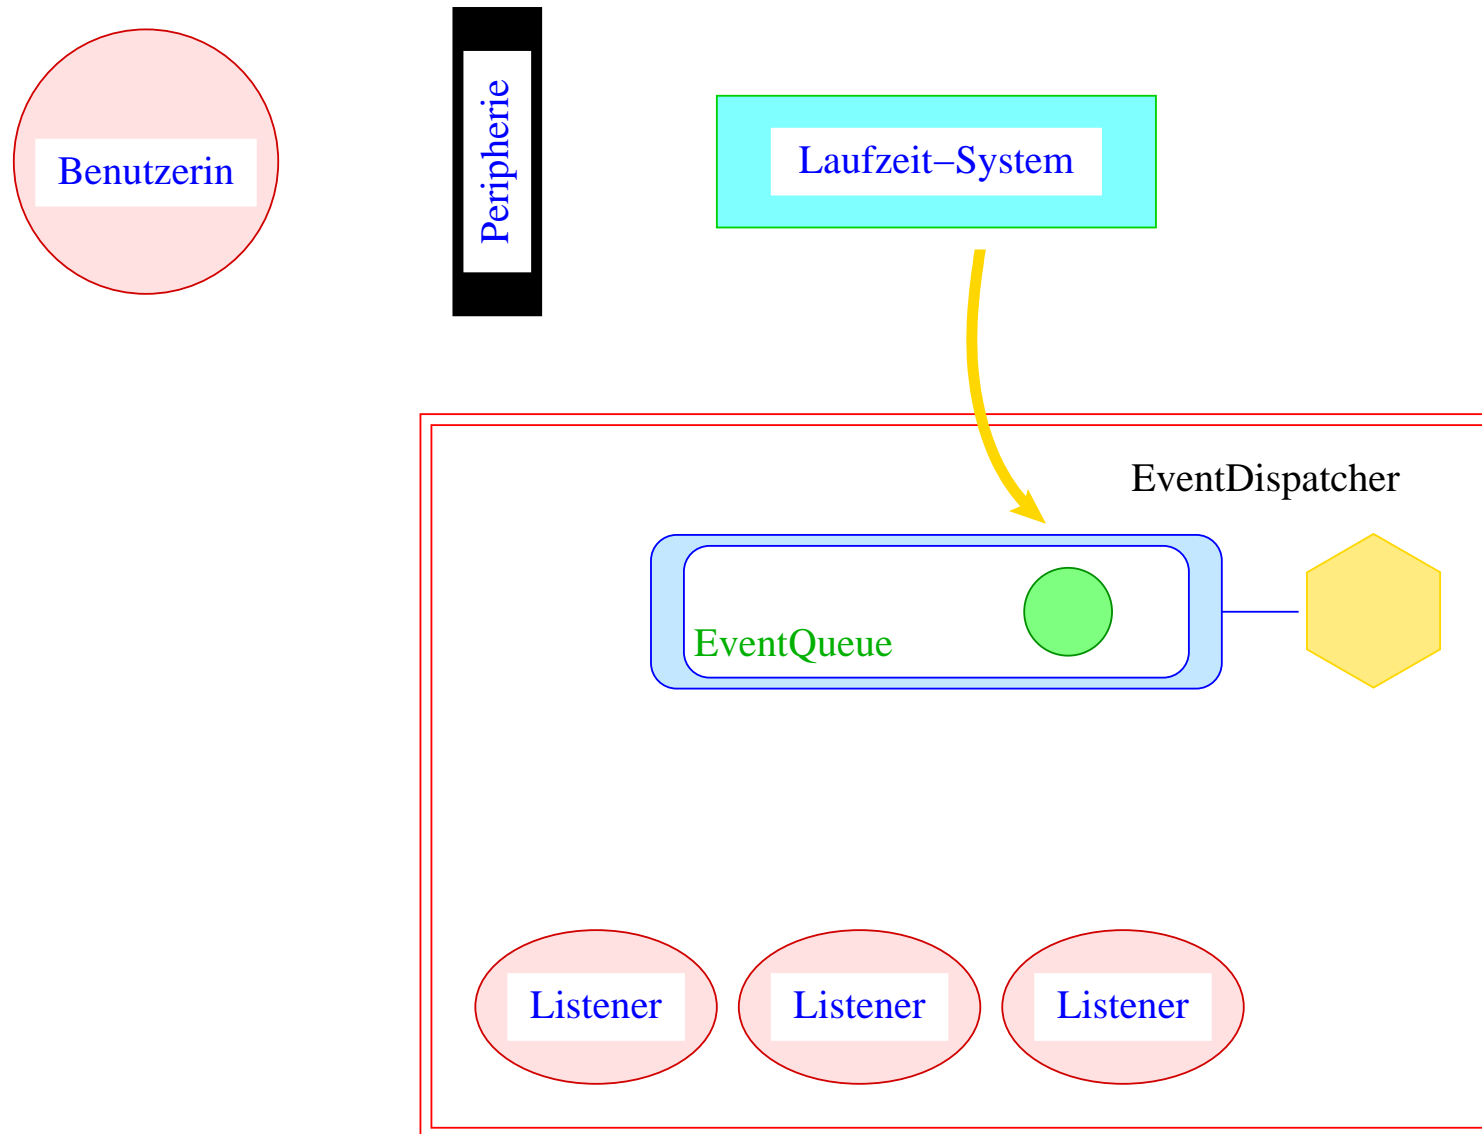 Benutzerin
Peripherie
Laufzeit–System
EventDispatcher
EventQueue
Listener
Listener
Listener